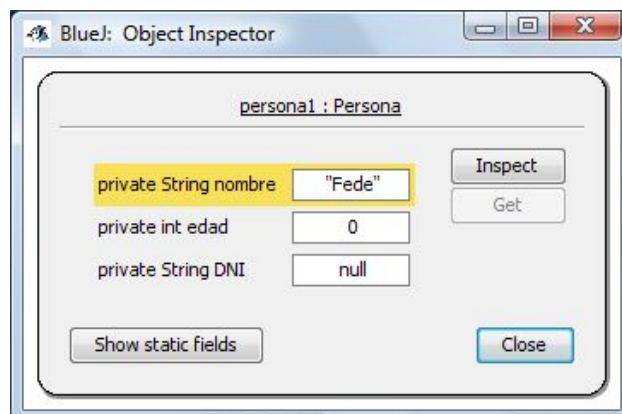 BlueJ: Object Inspector
persona1 : Persona
private String nombre "Fede"
Inspect
private int edad 0
Get
private String DNI null
Show static fields
Close